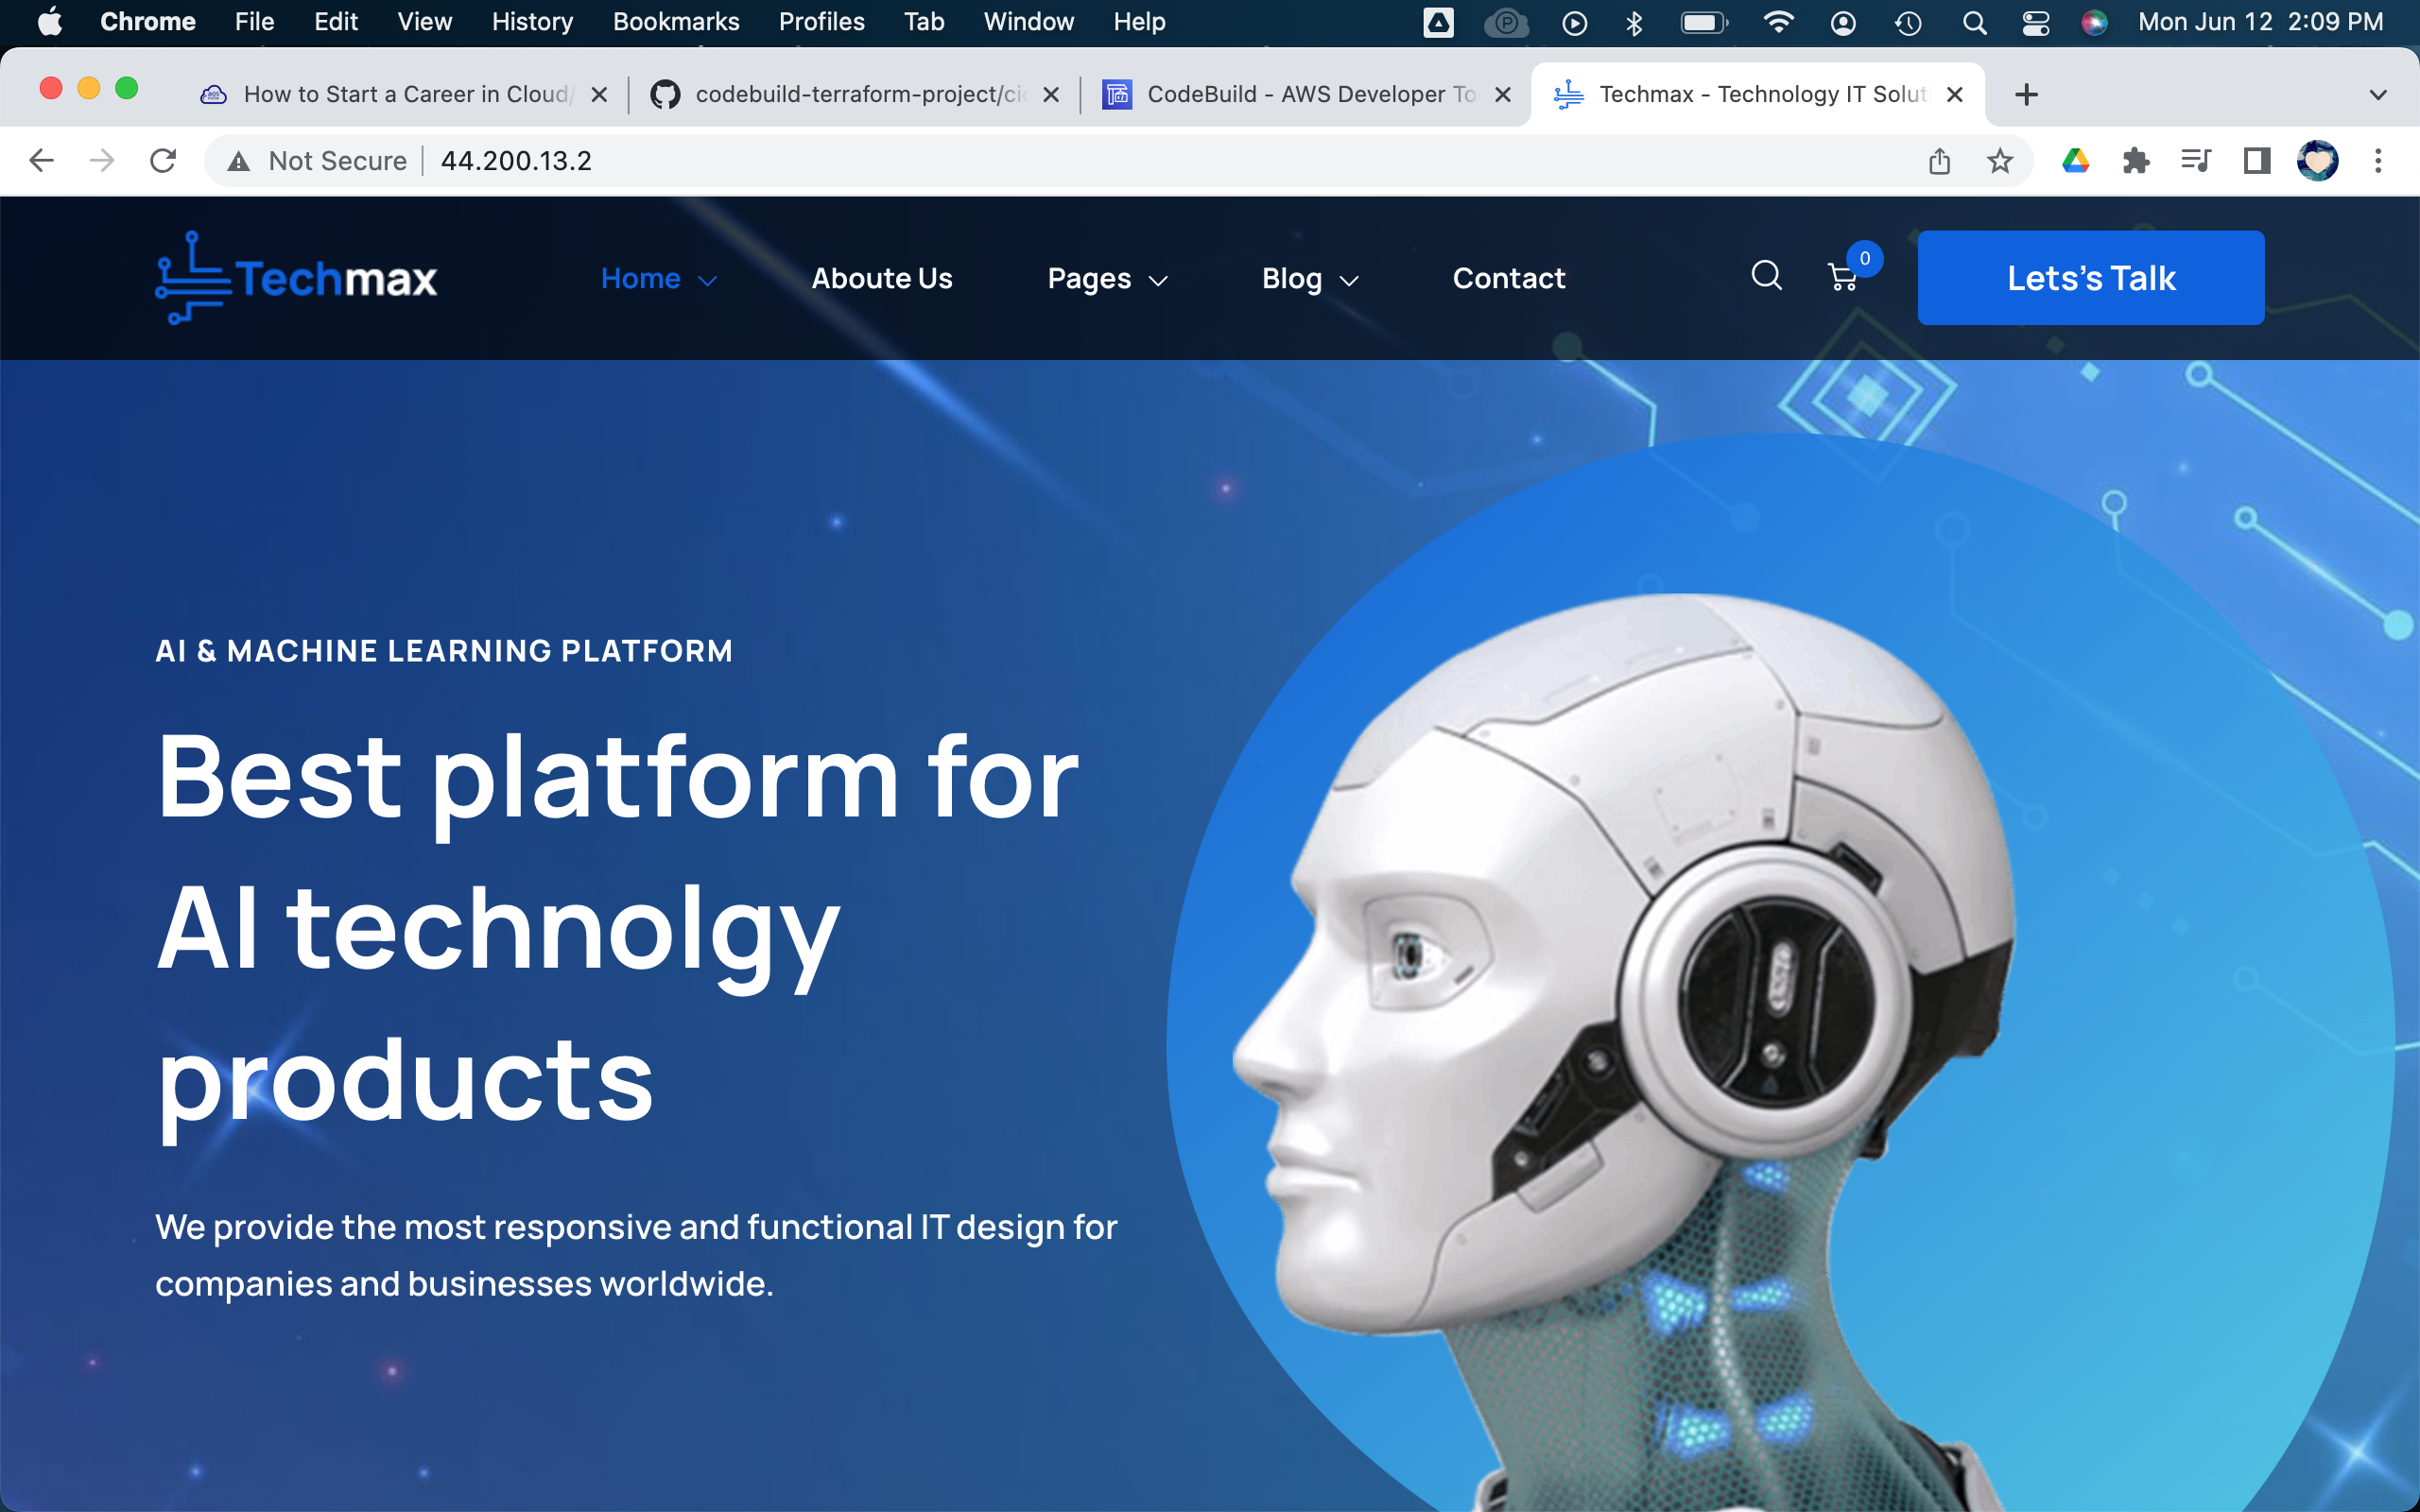 Chrome File Edit View History Bookmarks Profiles Tab Window Help Mon Jun 12 2:09 PM
How to Start a Career in Cloud/ codebuild-terraform-project/ci CodeBuild - AWS Developer To Techmax - Technology IT Solut
Not Secure 44.200.13.2
Techmax Home Aboute Us Pages Blog Contact 0 Lets's Talk
AI & MACHINE LEARNING PLATFORM
Best platform for
AI technolgy
products
We provide the most responsive and functional IT design for
companies and businesses worldwide.